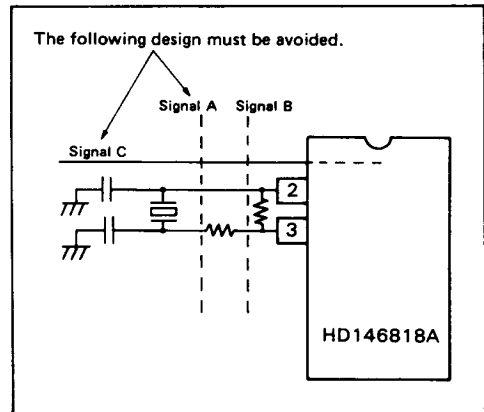 The following design must be avoided.
Signal A Signal B
Signal C
2
3
HD146818A